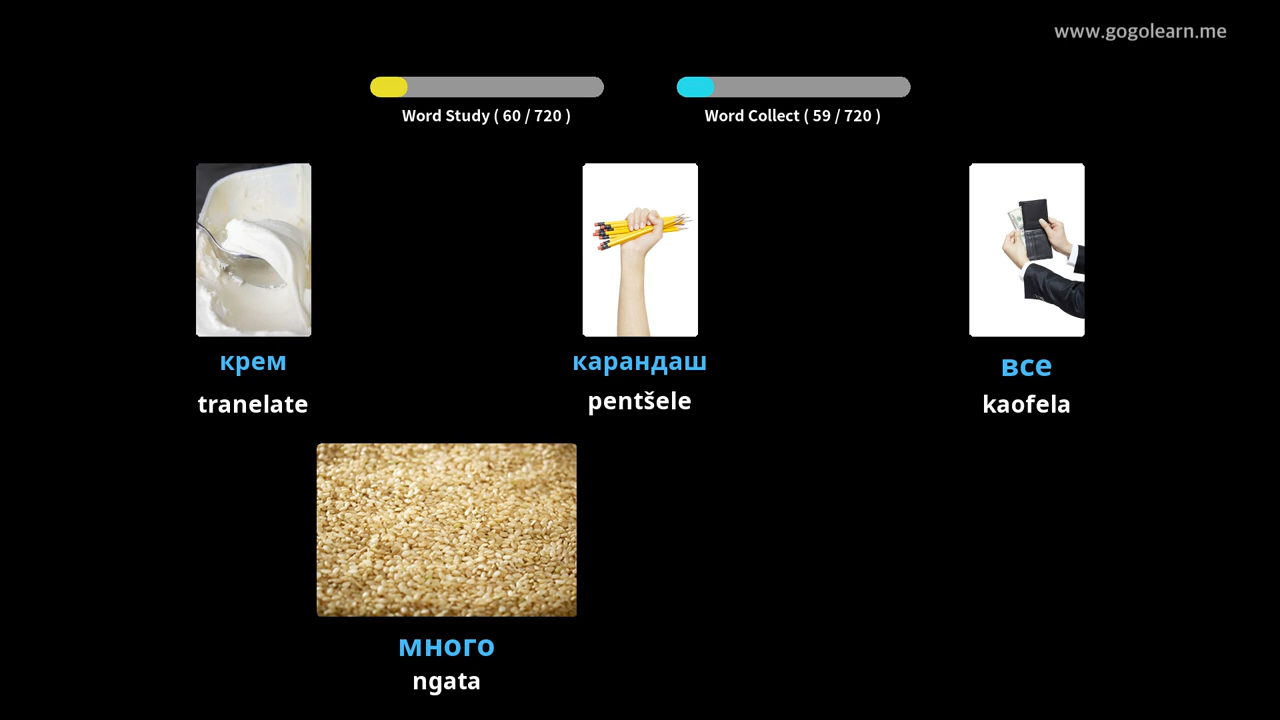 www.gogolearn.me
Word Study ( 60 / 720 )
Word Collect ( 59 / 720 )
крем
tranelate
карандаш
pentšele
все
kaofela
много
ngata